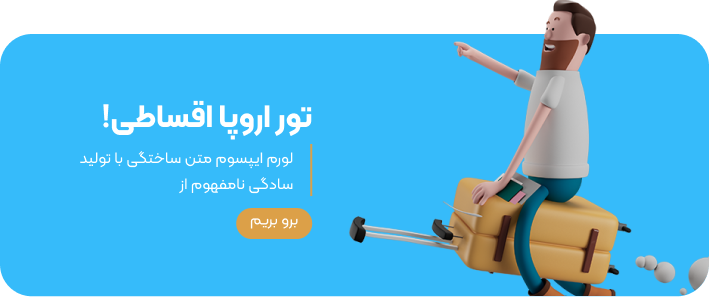 تور اروپا اقساطی!
لورم ایپسوم متن ساختگی با تولید
سادگی نامفهوم از
برو بریم